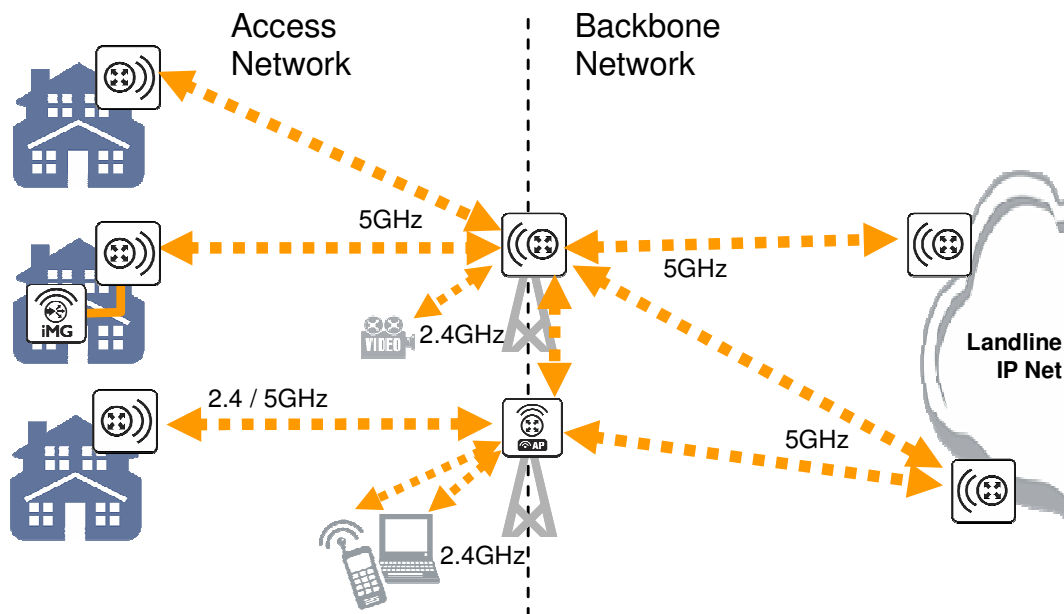 Access
Network
Backbone
Network
5GHz
5GHz
iMG
VIDEO
2.4GHz
Landline
IP Net
2.4 / 5GHz
AP
5GHz
2.4GHz